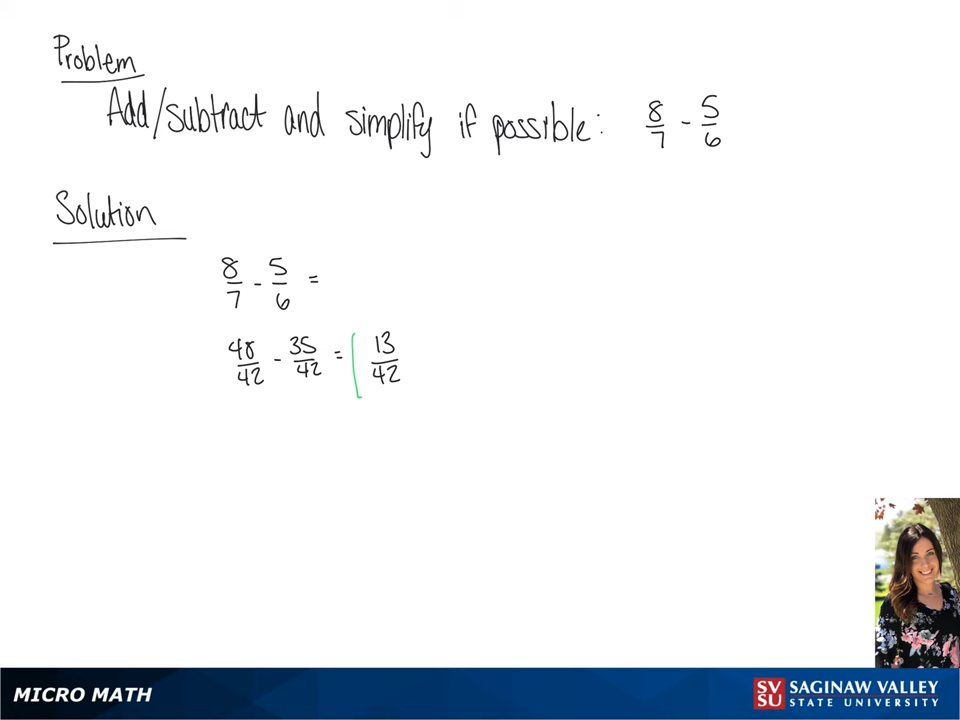 Problem
Add/subtract and simplify if possible: 8/7 - 5/6
Solution
8/7 - 5/6 =
48/42 - 35/42 = 13/42
MICRO MATH
SVSU SAGINAW VALLEY
STATE UNIVERSITY